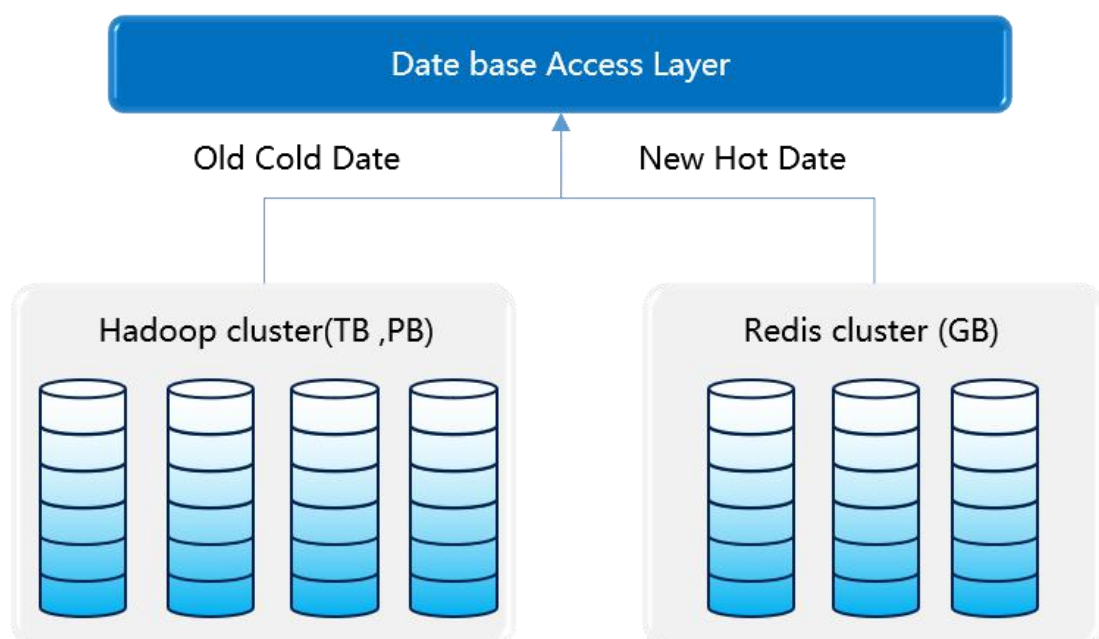 Date base Access Layer
Old Cold Date
New Hot Date
Hadoop cluster(TB ,PB)
Redis cluster (GB)